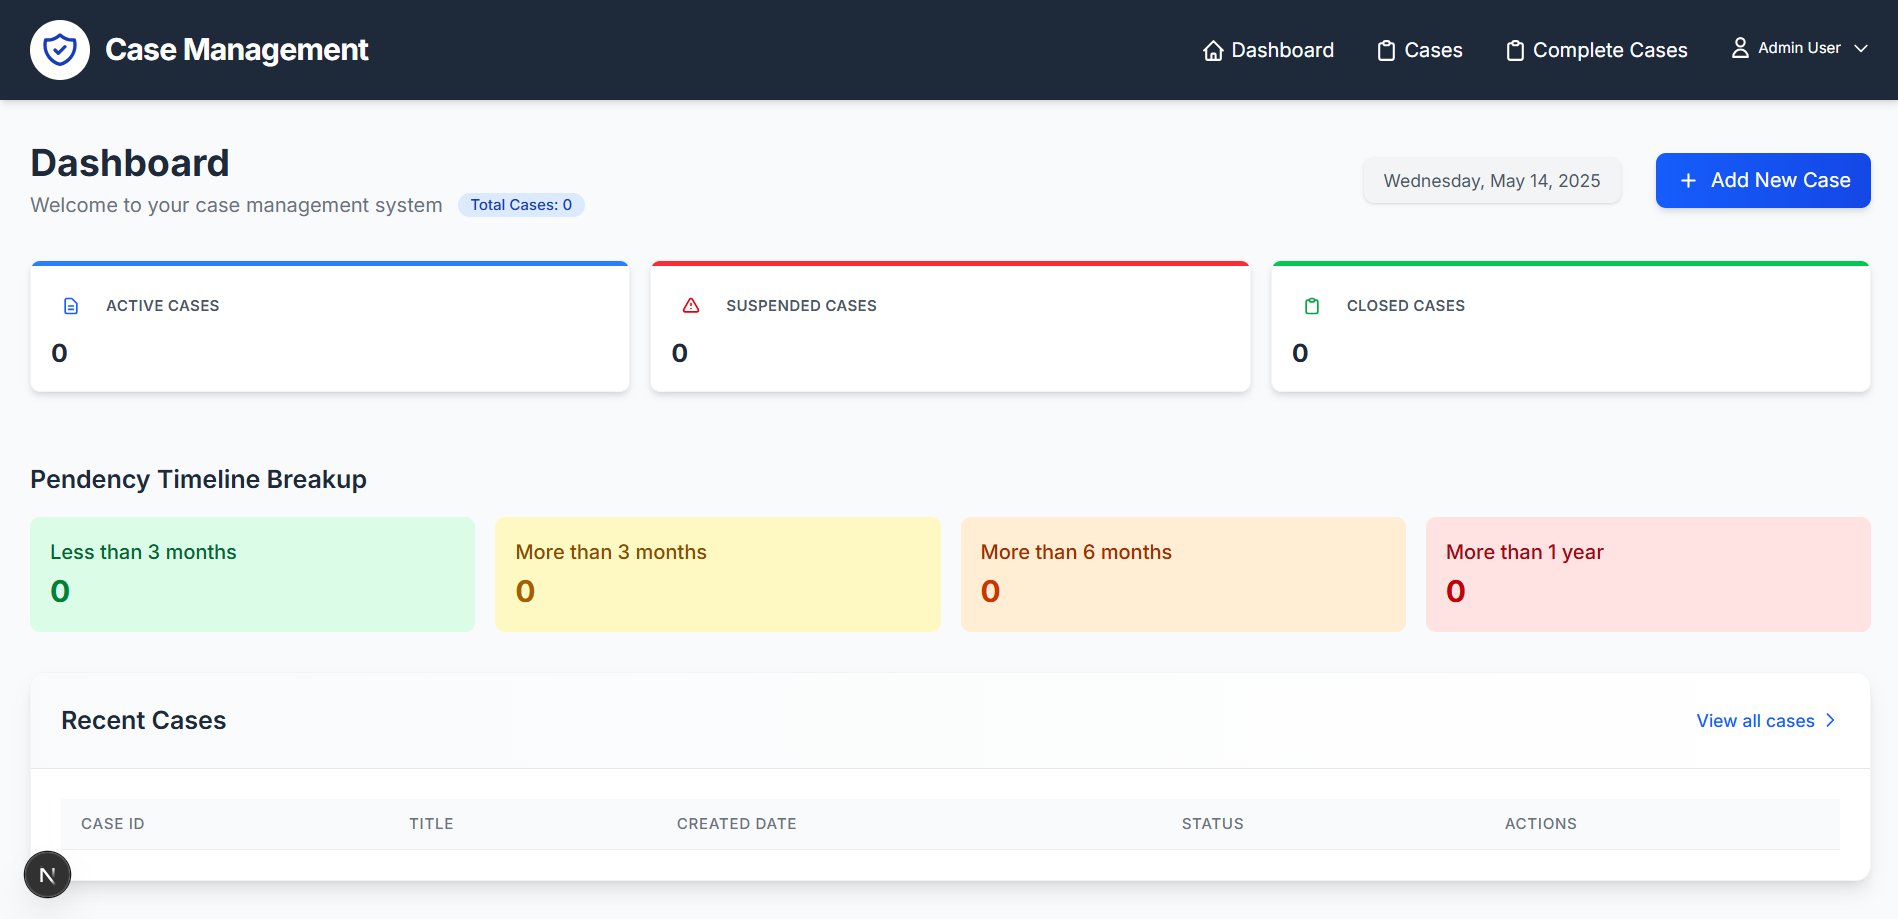 Case Management
Dashboard
Cases
Complete Cases
Admin User
Dashboard
Welcome to your case management system
Total Cases: 0
Wednesday, May 14, 2025
+ Add New Case
ACTIVE CASES
0
SUSPENDED CASES
0
CLOSED CASES
0
Pendency Timeline Breakup
Less than 3 months
0
More than 3 months
0
More than 6 months
0
More than 1 year
0
Recent Cases
View all cases
CASE ID
TITLE
CREATED DATE
STATUS
ACTIONS
N